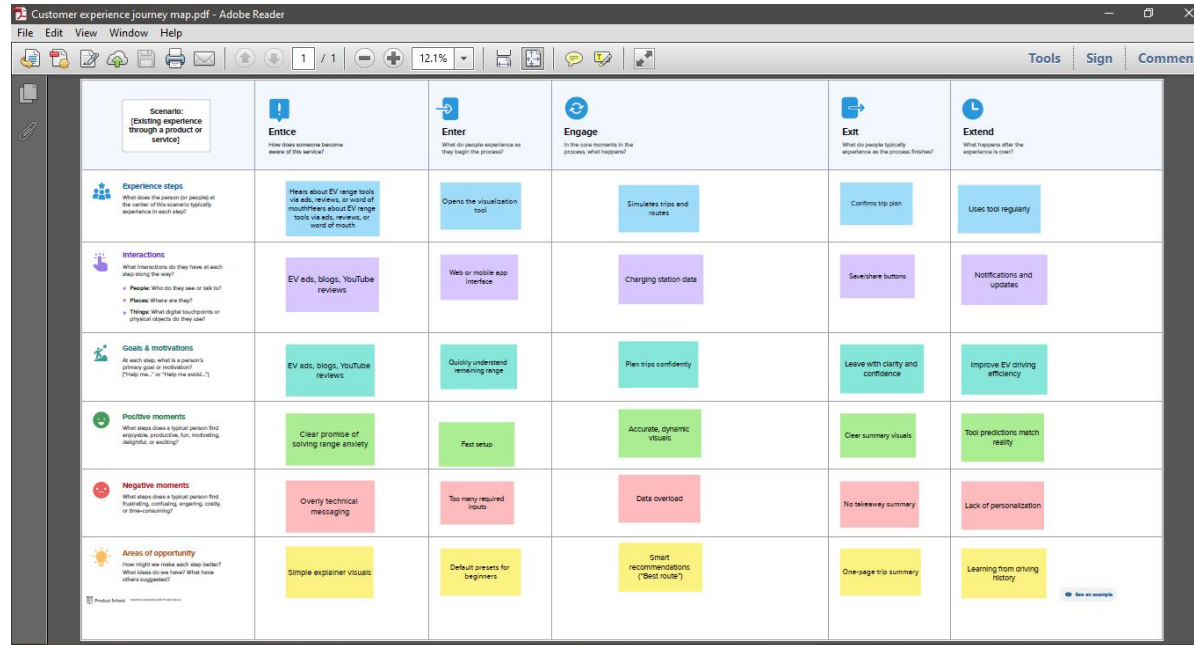 Customer experience journey map.pdf - Adobe Reader
File Edit View Window Help
1 / 1 12.1% Tools Sign Commen
Scenario:
[Existing experience
through a product or
service]
Entice
How does someone become
aware of this service?
Enter
What do people experience as
they begin the process?
Engage
In the core moments in the
process, what happens?
Exit
What do people typically
experience as the process finishes?
Extend
What happens after the
experience is over?
Experience steps
What does the person (or people) at
the center of this scenario typically
experience in each step?
Hears about EV range tools
via ads, reviews, or word of
mouthHears about EV range
tools via ads, reviews, or
word of mouth
Opens the visualization
tool
Simulates trips and
routes
Confirms trip plan
Uses tool regularly
Interactions
What interactions do they have at each
step along the way?
People: Who do they see or talk to?
Places: Where are they?
Things: What digital touchpoints or
physical objects do they use?
EV ads, blogs, YouTube
reviews
Web or mobile app
interface
Charging station data
Save/share buttons
Notifications and
updates
Goals & motivations
At each step, what is a person's
primary goal or motivation?
("Help me..." or "Help me avoid...")
EV ads, blogs, YouTube
reviews
Quickly understand
remaining range
Plan trips confidently
Leave with clarity and
confidence
Improve EV driving
efficiency
Positive moments
What steps does a typical person find
enjoyable, productive, fun, motivating,
delightful, or exciting?
Clear promise of
solving range anxiety
Fast setup
Accurate, dynamic
visuals
Clear summary visuals
Tool predictions match
reality
Negative moments
What steps does a typical person find
frustrating, confusing, angering, costly,
or time-consuming?
Overly technical
messaging
Too many required
inputs
Data overload
No takeaway summary
Lack of personalization
Areas of opportunity
How might we make each step better?
What ideas do we have? What have
others suggested?
Simple explainer visuals
Default presets for
beginners
Smart
recommendations
("Best route")
One-page trip summary
Learning from driving
history
Product School
See an example